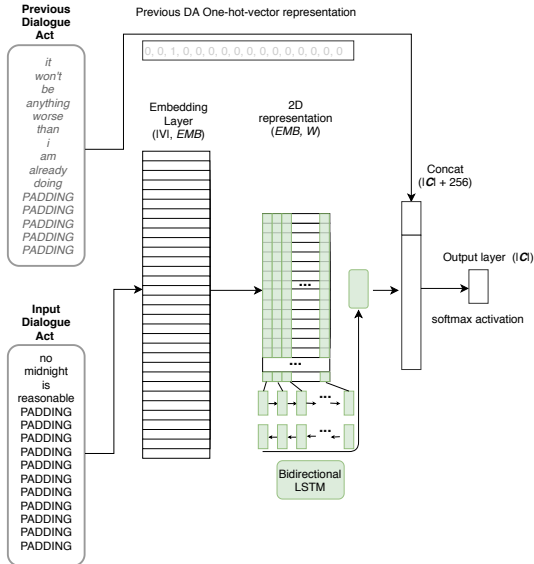 Previous
Dialogue
Act
it
won't
be
anything
worse
than
i
am
already
doing
PADDING
PADDING
PADDING
PADDING
PADDING
Previous DA One-hot-vector representation
0, 0, 1, 0, 0, 0, 0, 0, 0, 0, 0, 0, 0, 0, 0, 0, 0
Embedding
Layer
(|V|, EMB)
2D
representation
(EMB, W)
...
...
...
...
Concat
(|C| + 256)
Output layer (|C|)
softmax activation
Bidirectional
LSTM
Input
Dialogue
Act
no
midnight
is
reasonable
PADDING
PADDING
PADDING
PADDING
PADDING
PADDING
PADDING
PADDING
PADDING
PADDING
PADDING